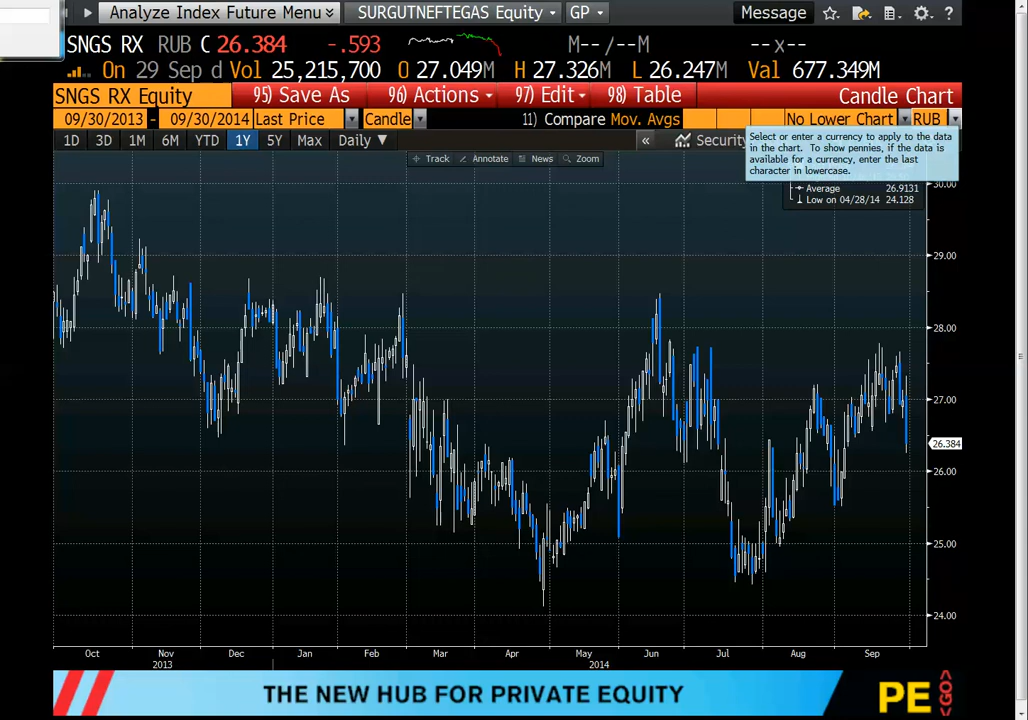 Analyze Index Future Menu SURGUTNEFTEGAS Equity GP Message ?
SNGS RX RUB C 26.384 -.593 M-- /--M --x--
On 29 Sep d Vol 25,215,700 O 27.049M H 27.326M L 26.247M Val 677.349M
SNGS RX Equity 95) Save As 96) Actions 97) Edit 98) Table Candle Chart
09/30/2013 - 09/30/2014 Last Price Candle 11) Compare Mov. Avgs No Lower Chart RUB
1D 3D 1M 6M YTD 1Y 5Y Max Daily ▼ « Security
Select or enter a currency to apply to the data
in the chart. To show pennies, if the data is
available for a currency, enter the last
character in lowercase.
Track Annotate News Zoom
Average 26.9131
Low on 04/28/14 24.128
30.00
29.00
28.00
27.00
26.384
26.00
25.00
24.00
Oct Nov Dec Jan Feb Mar Apr May Jun Jul Aug Sep
2013 2014
THE NEW HUB FOR PRIVATE EQUITY PE GO>